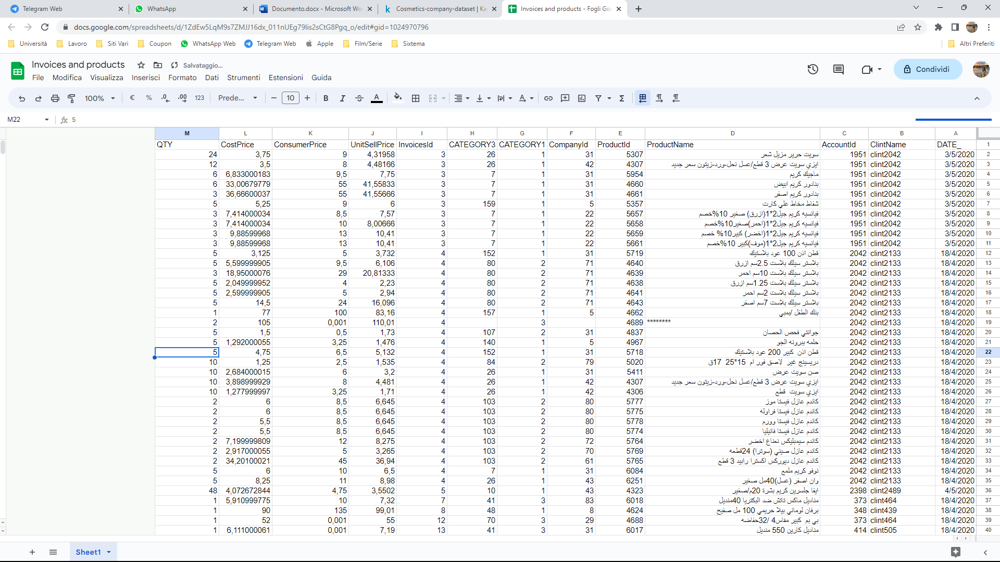 Telegram Web
WhatsApp
Documento.docx - Microsoft Wo
Cosmetics-company-dataset | Ka
Invoices and products - Fogli Go
docs.google.com/spreadsheets/d/1ZdEw5LqM9s7ZMJJ16dx_011nUEg79lis2sCtG8Pgq_o/edit#gid=1024970796
Università Lavoro Siti Vari Coupon WhatsApp Web Telegram Web Apple Film/Serie Sixtema Altri Preferiti
Invoices and products Salvataggio... Condividi
File Modifica Visualizza Inserisci Formato Dati Strumenti Estensioni Guida
100% € % .0 .00 123 Prede... 10 B I A Σ
M22 fx 5
M L K J I H G F E D C B A
QTY CostPrice ConsumerPrice UnitSellPrice InvoicesId CATEGORY3 CATEGORY1 CompanyId ProductId ProductName AccountId ClintName DATE_ 1
24 3,75 9 4,31958 3 26 1 31 5307 سويت حرير مزيل شعر 1951 clint2042 3/5/2020 2
12 3,5 8 4,48166 3 26 1 42 4307 ايزي سويت عرض 3 قطع/عسل نحل-ورد-زيتون سعر جديد 1951 clint2042 3/5/2020 3
6 6,833000183 9,5 7,75 3 7 1 31 5954 ماجيك كريم 1951 clint2042 3/5/2020 4
6 33,00679779 55 41,55833 3 7 1 31 4660 بنادور كريم ابيض 1951 clint2042 3/5/2020 5
3 36,66600037 55 41,55666 3 7 1 31 4661 بنادور كريم اصفر 1951 clint2042 3/5/2020 6
5 5,25 9 6 3 159 1 5 5357 شفاط مخاط علي كارت 1951 clint2042 3/5/2020 7
3 7,414000034 8,5 7,57 3 7 1 22 5657 فيانسيه كريم جيل2*1(ازرق) صغير 10%خصم 1951 clint2042 3/5/2020 8
3 7,414000034 10 8,00666 3 7 1 22 5658 فيانسيه كريم جيل2*1(احمر)صغير10%خصم 1951 clint2042 3/5/2020 9
3 9,88599968 13 10,41 3 7 1 22 5659 فيانسيه كريم جيل2*1(اخضر) كبير10% خصم 1951 clint2042 3/5/2020 10
3 9,88599968 13 10,41 3 7 1 22 5661 فيانسيه كريم جيل2*1(موف)كبير 10%خصم 1951 clint2042 3/5/2020 11
5 3,125 5 3,732 4 152 1 31 5719 قطن اذن 100 عود بلاستيك 2042 clint2133 18/4/2020 12
5 5,599999905 9,5 6,106 4 80 2 71 4640 بلاستر سيلك بلاست 2.5سم ازرق 2042 clint2133 18/4/2020 13
3 18,95000076 29 20,81333 4 80 2 71 4639 بلاستر سيلك بلاست 10سم احمر 2042 clint2133 18/4/2020 14
5 2,049999952 4 2,23 4 80 2 71 4638 بلاستر سيلك بلاست 1.25سم ازرق 2042 clint2133 18/4/2020 15
5 2,599999905 5 2,94 4 80 2 71 4641 بلاستر سيلك بلاست 2سم احمر 2042 clint2133 18/4/2020 16
5 14,5 24 16,096 4 80 2 71 4643 بلاستر سيلك بلاست 7سم اصفر 2042 clint2133 18/4/2020 17
1 77 100 83,16 4 157 1 5 4662 بنك الطفل /بمبي 2042 clint2133 18/4/2020 18
2 105 0,001 110,01 4 3 4689 ******** 2042 clint2133 18/4/2020 19
5 1,5 0,5 1,73 4 107 2 31 4837 جوانتي فحص الحصان 2042 clint2133 18/4/2020 20
5 1,292000055 3,25 1,476 4 140 1 5 4967 حلمه ببرونه الجو 2042 clint2133 18/4/2020 21
5 4,75 6,5 5,132 4 152 1 31 5718 قطن اذن كبير 200 عود بلاستيك 2042 clint2133 18/4/2020 22
10 1,25 2,5 1,535 4 84 2 79 5020 دريسينج غير لاصق فور ام 15*25 17ق 2042 clint2133 18/4/2020 23
10 2,684000015 6 3,2 4 26 1 31 5411 صن سويت عرض 2042 clint2133 18/4/2020 24
10 3,898999929 8 4,481 4 26 1 42 4307 ايزي سويت عرض 3 قطع/عسل نحل-ورد-زيتون سعر جديد 2042 clint2133 18/4/2020 25
10 1,277999997 3,25 1,71 4 26 1 42 4306 ايزي سويت قطع 2042 clint2133 18/4/2020 26
2 6 8,5 6,645 4 103 2 80 5777 كاندم عازل فيستا موز 2042 clint2133 18/4/2020 27
2 6 8,5 6,645 4 103 2 80 5775 كاندم عازل فيستا فراوله 2042 clint2133 18/4/2020 28
2 5,5 8,5 6,645 4 103 2 80 5778 كاندم عازل فيستا وورم 2042 clint2133 18/4/2020 29
2 5,5 8,5 6,645 4 103 2 80 5774 كاندم عازل فيستا فانيليا 2042 clint2133 18/4/2020 30
2 7,199999809 12 8,275 4 103 2 72 5764 كاندم سيمبليكس نعناع اخضر 2042 clint2133 18/4/2020 31
2 2,917000055 5 3,265 4 103 2 70 5769 كاندم عازل صيني (سوترا) 24قطعه 2042 clint2133 18/4/2020 32
2 34,20100021 45 36,94 4 103 2 61 5765 كاندم عازل ديوركس اكسترا رابيد 3 قطع 2042 clint2133 18/4/2020 33
5 6 10 6,5 4 7 1 31 6084 نوفو كريم ملمع 2042 clint2133 18/4/2020 34
5 8,25 11 8,98 4 26 1 43 6251 وان اصفر (عسل)40مل صغير 2042 clint2133 18/4/2020 35
48 4,072672844 4,75 3,5502 5 10 1 43 4323 ايفا جلسرين كريم بشرة 20م/صغير 2398 clint2489 4/5/2020 36
1 5,910999775 10 7,32 7 41 3 83 6018 مناديل ماكس تاتش ضد البكتريا 40منديل 373 clint464 18/4/2020 37
1 90 135 99,01 8 48 1 8 4624 برفان لوماني بيلا حريمي 100 مل صفيح 348 clint439 18/4/2020 38
1 52 0,001 55 12 70 3 29 4688 بي بم كبير مقاس4 /32حفاضه 373 clint464 18/4/2020 39
1 6,111000061 0,001 7,19 13 41 3 31 6017 مناديل كارين 550 منديل 414 clint505 18/4/2020 40
Sheet1